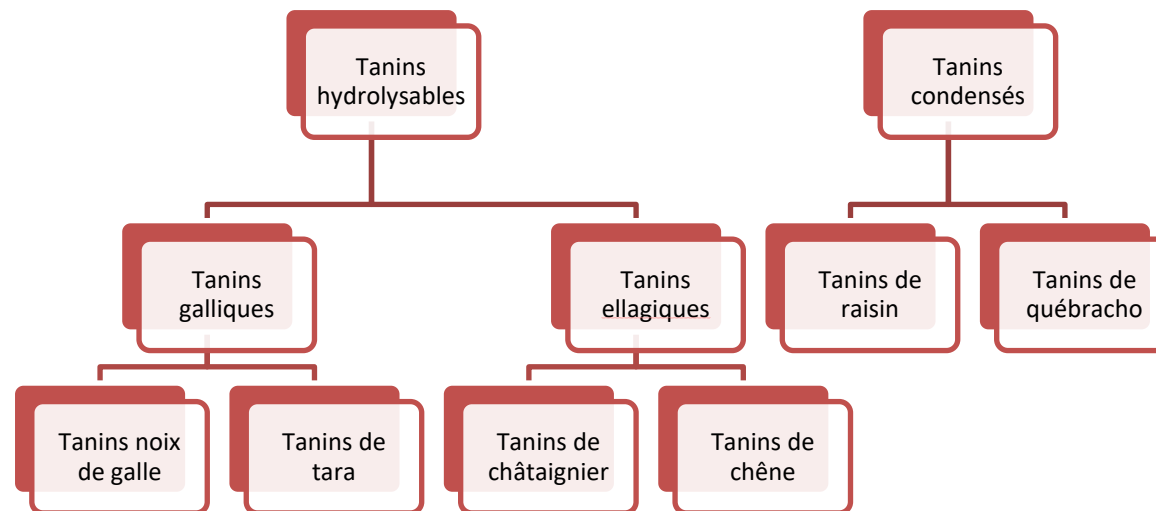 Tanins
hydrolysables
Tanins
condensés
Tanins
galliques
Tanins
ellagiques
Tanins de
raisin
Tanins de
québracho
Tanins noix
de galle
Tanins de
tara
Tanins de
châtaignier
Tanins de
chêne